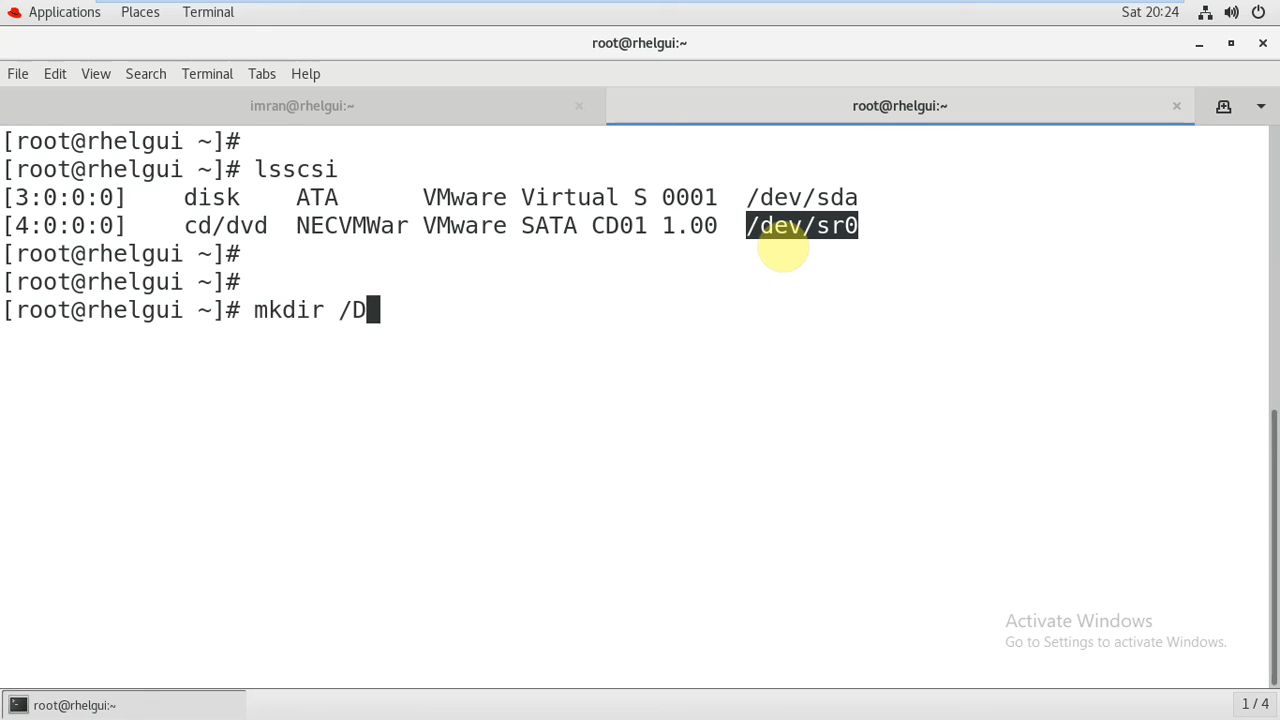 Applications Places Terminal Sat 20:24
root@rhelgui:~
File Edit View Search Terminal Tabs Help
imran@rhelgui:~ × root@rhelgui:~ ×
[root@rhelgui ~]#
[root@rhelgui ~]# lsscsi
[3:0:0:0] disk ATA VMware Virtual S 0001 /dev/sda
[4:0:0:0] cd/dvd NECVMWar VMware SATA CD01 1.00 /dev/sr0
[root@rhelgui ~]#
[root@rhelgui ~]#
[root@rhelgui ~]# mkdir /D
Activate Windows
Go to Settings to activate Windows.
root@rhelgui:~ 1 / 4